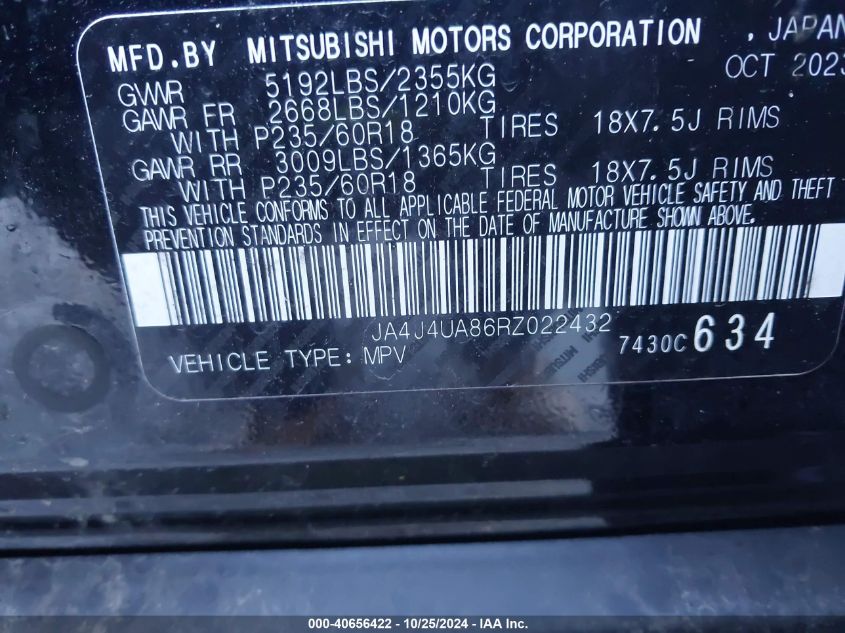 MFD.BY MITSUBISHI MOTORS CORPORATION , JAPAN
OCT 2023
GVWR 5192LBS/2355KG
GAWR FR 2668LBS/1210KG
WITH P235/60R18 TIRES 18X7.5J RIMS
GAWR RR 3009LBS/1365KG
WITH P235/60R18 TIRES 18X7.5J RIMS
THIS VEHICLE CONFORMS TO ALL APPLICABLE FEDERAL MOTOR VEHICLE SAFETY AND THEFT
PREVENTION STANDARDS IN EFFECT ON THE DATE OF MANUFACTURE SHOWN ABOVE.
JA4J4UA86RZ022432
VEHICLE TYPE: MPV 7430C 634
MITSUBISHI
000-40656422 - 10/25/2024 - IAA Inc.